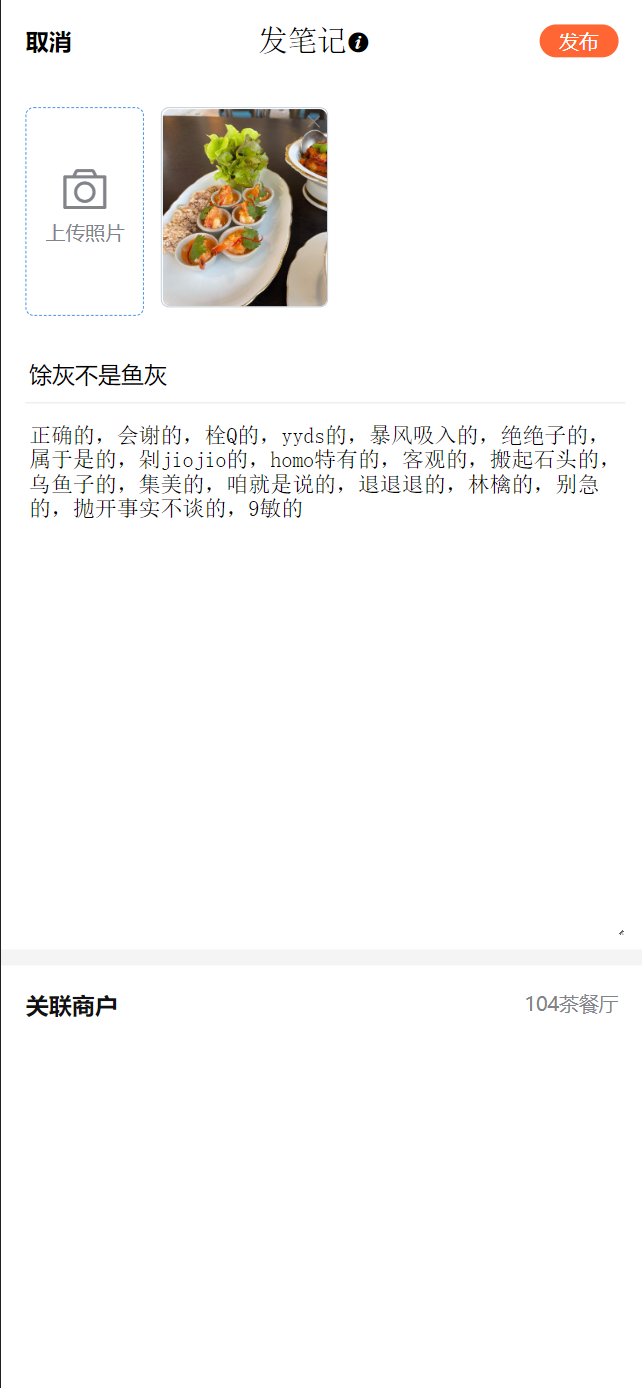 取消
发笔记
发布
上传照片
馀灰不是鱼灰
正确的，会谢的，栓Q的，yyds的，暴风吸入的，绝绝子的，
属于是的，剁jiojio的，homo特有的，客观的，搬起石头的，
乌鱼子的，集美的，咱就是说的，退退退的，林檎的，别急
的，抛开事实不谈的，9敏的
关联商户
104茶餐厅